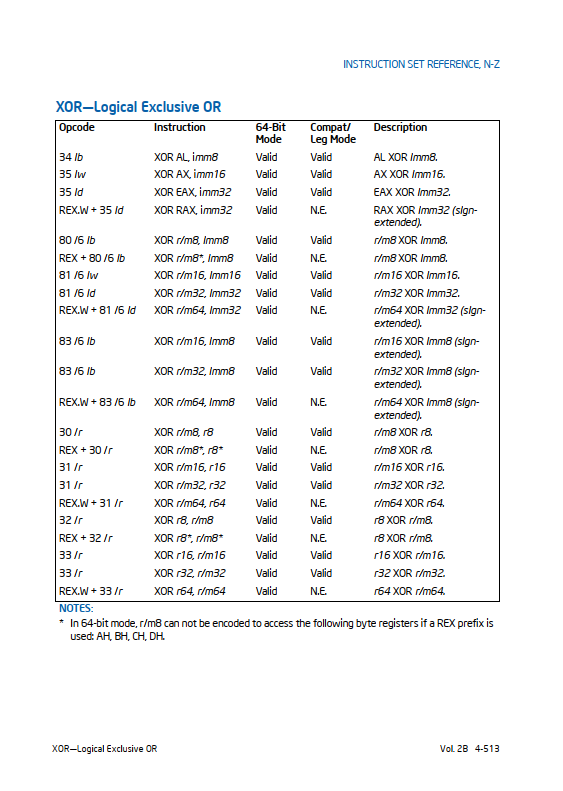 INSTRUCTION SET REFERENCE, N-Z
XOR—Logical Exclusive OR
Opcode Instruction 64-Bit Mode Compat/ Leg Mode Description
34 ib XOR AL, imm8 Valid Valid AL XOR imm8.
35 iw XOR AX, imm16 Valid Valid AX XOR imm16.
35 id XOR EAX, imm32 Valid Valid EAX XOR imm32.
REX.W + 35 id XOR RAX, imm32 Valid N.E. RAX XOR imm32 (sign-
extended).
80 /6 ib XOR r/m8, imm8 Valid Valid r/m8 XOR imm8.
REX + 80 /6 ib XOR r/m8*, imm8 Valid N.E. r/m8 XOR imm8.
81 /6 iw XOR r/m16, imm16 Valid Valid r/m16 XOR imm16.
81 /6 id XOR r/m32, imm32 Valid Valid r/m32 XOR imm32.
REX.W + 81 /6 id XOR r/m64, imm32 Valid N.E. r/m64 XOR imm32 (sign-
extended).
83 /6 ib XOR r/m16, imm8 Valid Valid r/m16 XOR imm8 (sign-
extended).
83 /6 ib XOR r/m32, imm8 Valid Valid r/m32 XOR imm8 (sign-
extended).
REX.W + 83 /6 ib XOR r/m64, imm8 Valid N.E. r/m64 XOR imm8 (sign-
extended).
30 /r XOR r/m8, r8 Valid Valid r/m8 XOR r8.
REX + 30 /r XOR r/m8*, r8* Valid N.E. r/m8 XOR r8.
31 /r XOR r/m16, r16 Valid Valid r/m16 XOR r16.
31 /r XOR r/m32, r32 Valid Valid r/m32 XOR r32.
REX.W + 31 /r XOR r/m64, r64 Valid N.E. r/m64 XOR r64.
32 /r XOR r8, r/m8 Valid Valid r8 XOR r/m8.
REX + 32 /r XOR r8*, r/m8* Valid N.E. r8 XOR r/m8.
33 /r XOR r16, r/m16 Valid Valid r16 XOR r/m16.
33 /r XOR r32, r/m32 Valid Valid r32 XOR r/m32.
REX.W + 33 /r XOR r64, r/m64 Valid N.E. r64 XOR r/m64.
NOTES:
* In 64-bit mode, r/m8 can not be encoded to access the following byte registers if a REX prefix is
used: AH, BH, CH, DH.
XOR—Logical Exclusive OR Vol. 2B 4-513